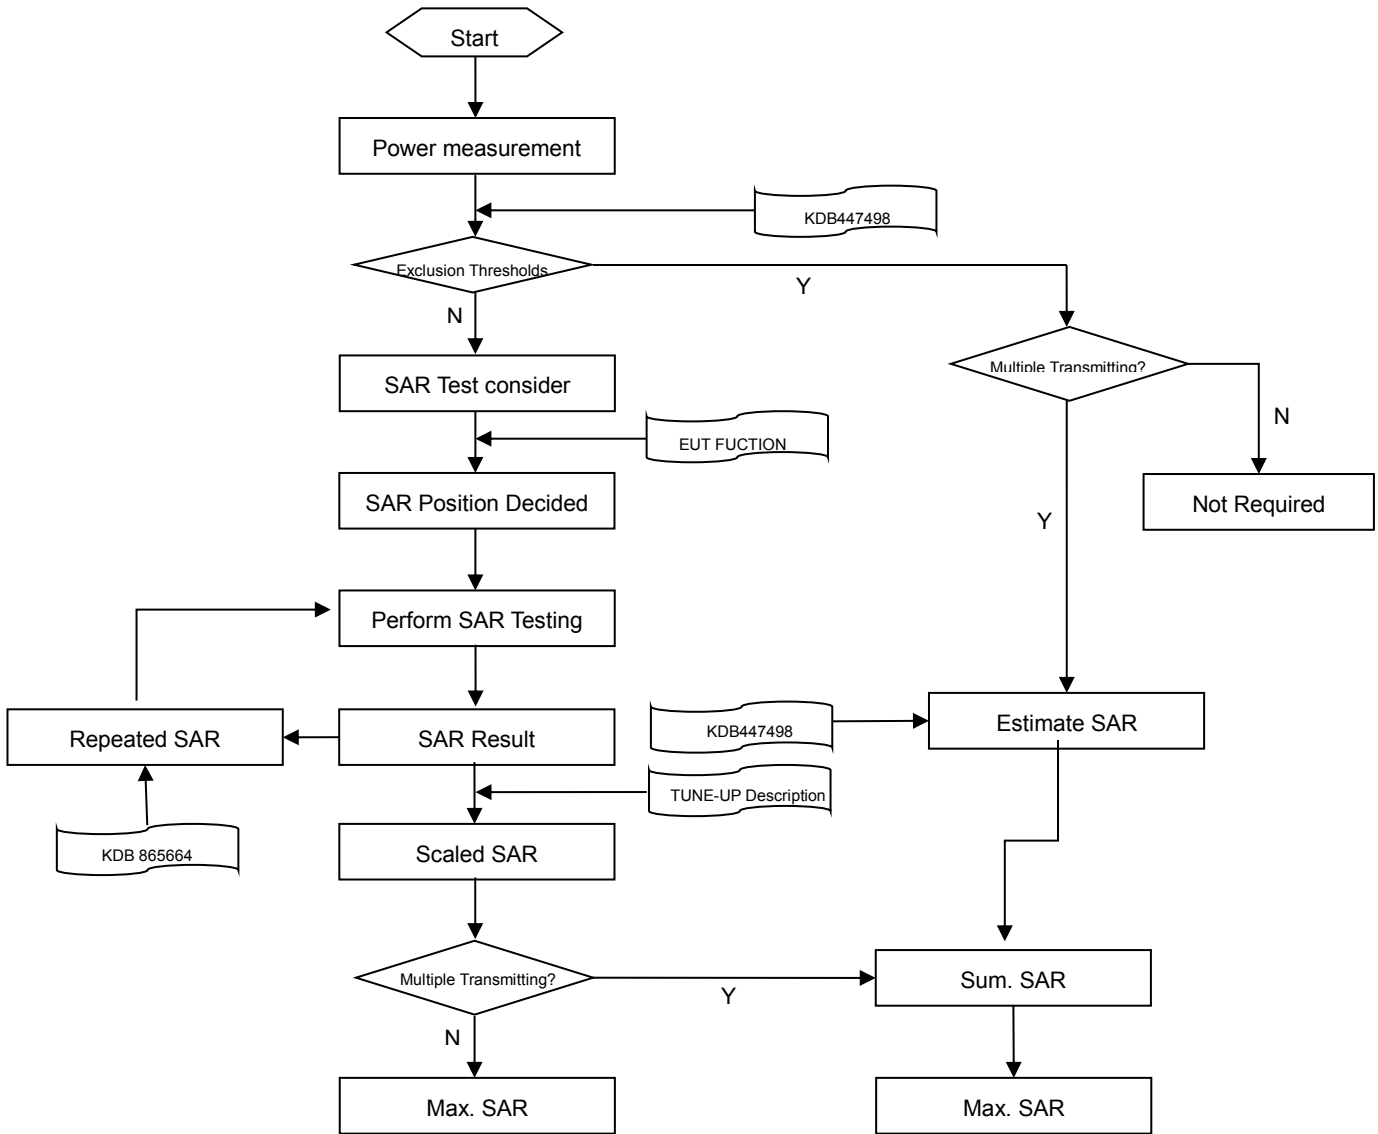 Start
Power measurement
KDB447498
Exclusion Thresholds
Y
N
Multiple Transmitting?
SAR Test consider
N
EUT FUCTION
SAR Position Decided
Not Required
Y
Perform SAR Testing
Repeated SAR
SAR Result
KDB447498
Estimate SAR
TUNE-UP Description
KDB 865664
Scaled SAR
Multiple Transmitting?
Y
Sum. SAR
N
Max. SAR
Max. SAR